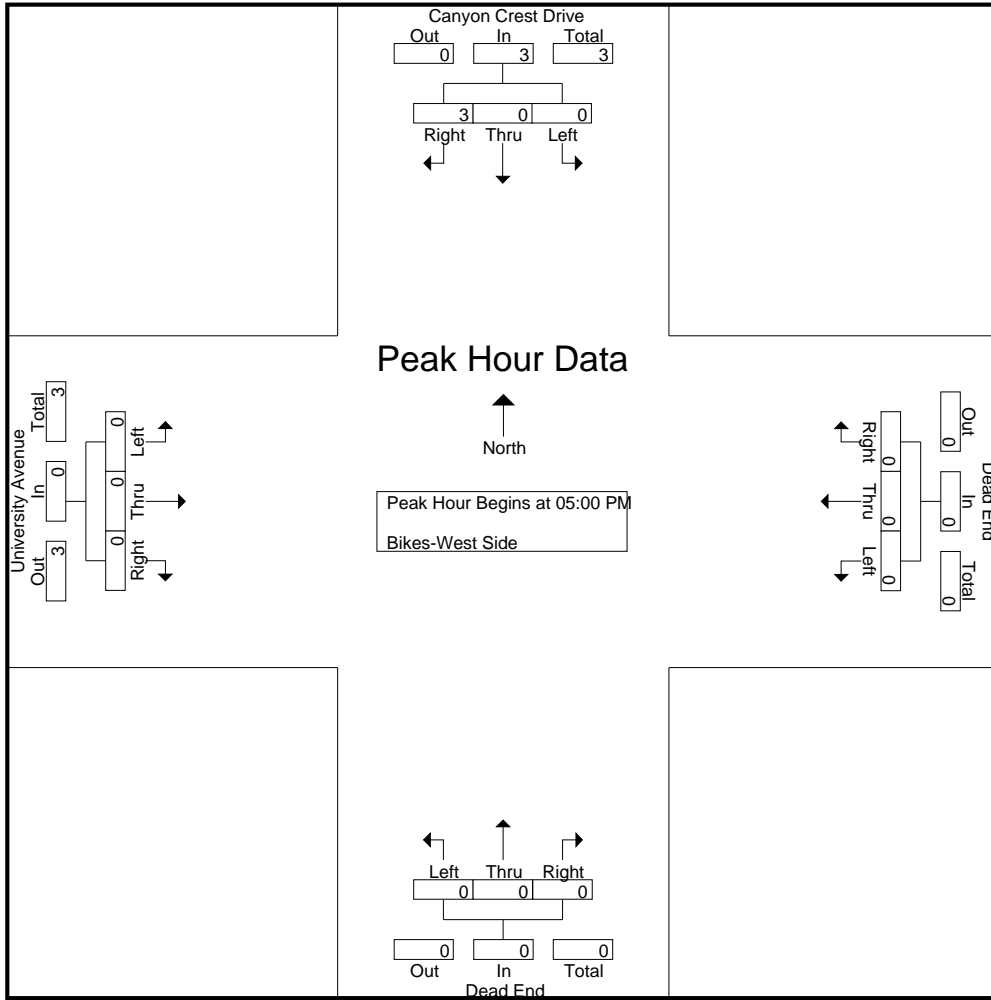 Canyon Crest Drive
Out In Total
0 3 3
3 0 0
Right Thru Left
Peak Hour Data
North
Peak Hour Begins at 05:00 PM
Bikes-West Side
University Avenue
Out In Total
3 0 3
Right Thru Left
0 0 0
Dead End
Out In Total
0 0 0
Right Thru Left
0 0 0
Left Thru Right
0 0 0
0 0 0
Out In Total
Dead End